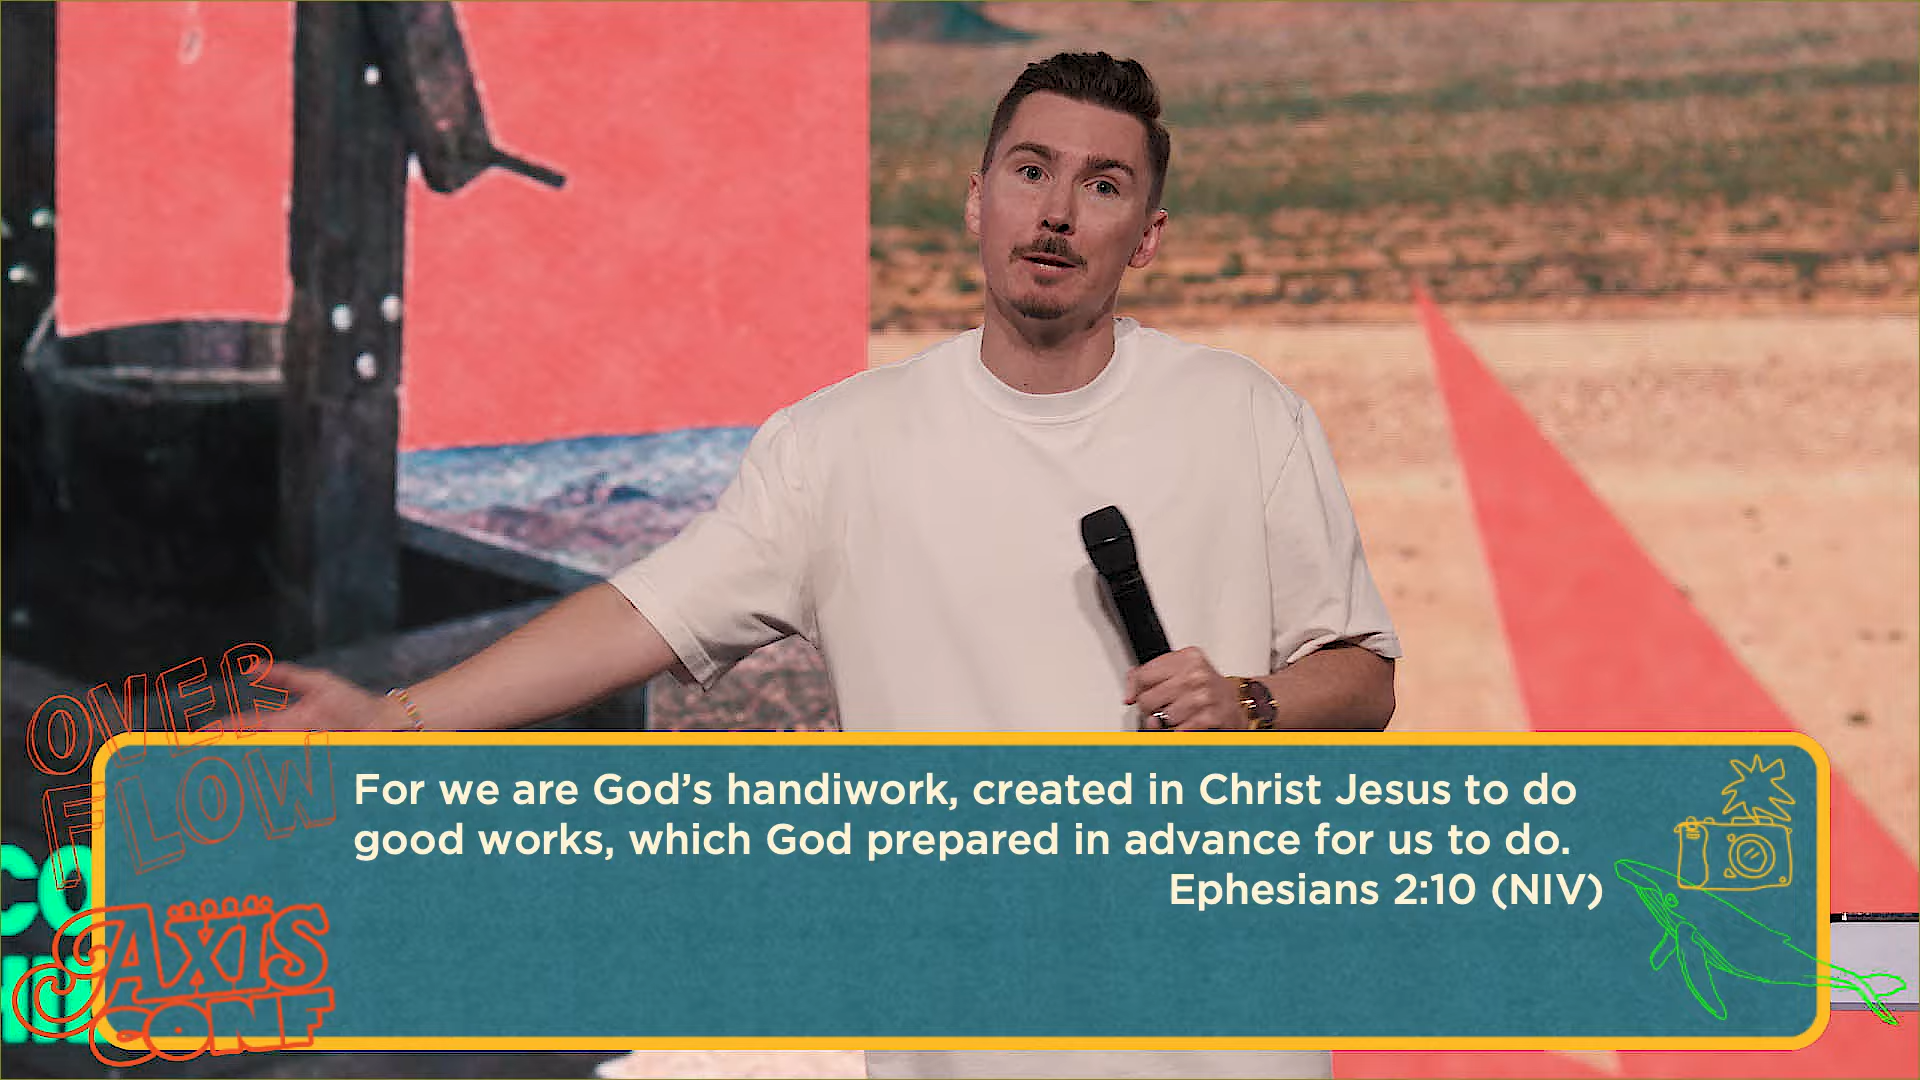 OVER
FLOW
For we are God’s handiwork, created in Christ Jesus to do
good works, which God prepared in advance for us to do.
Ephesians 2:10 (NIV)
CO
AXIS
CONF